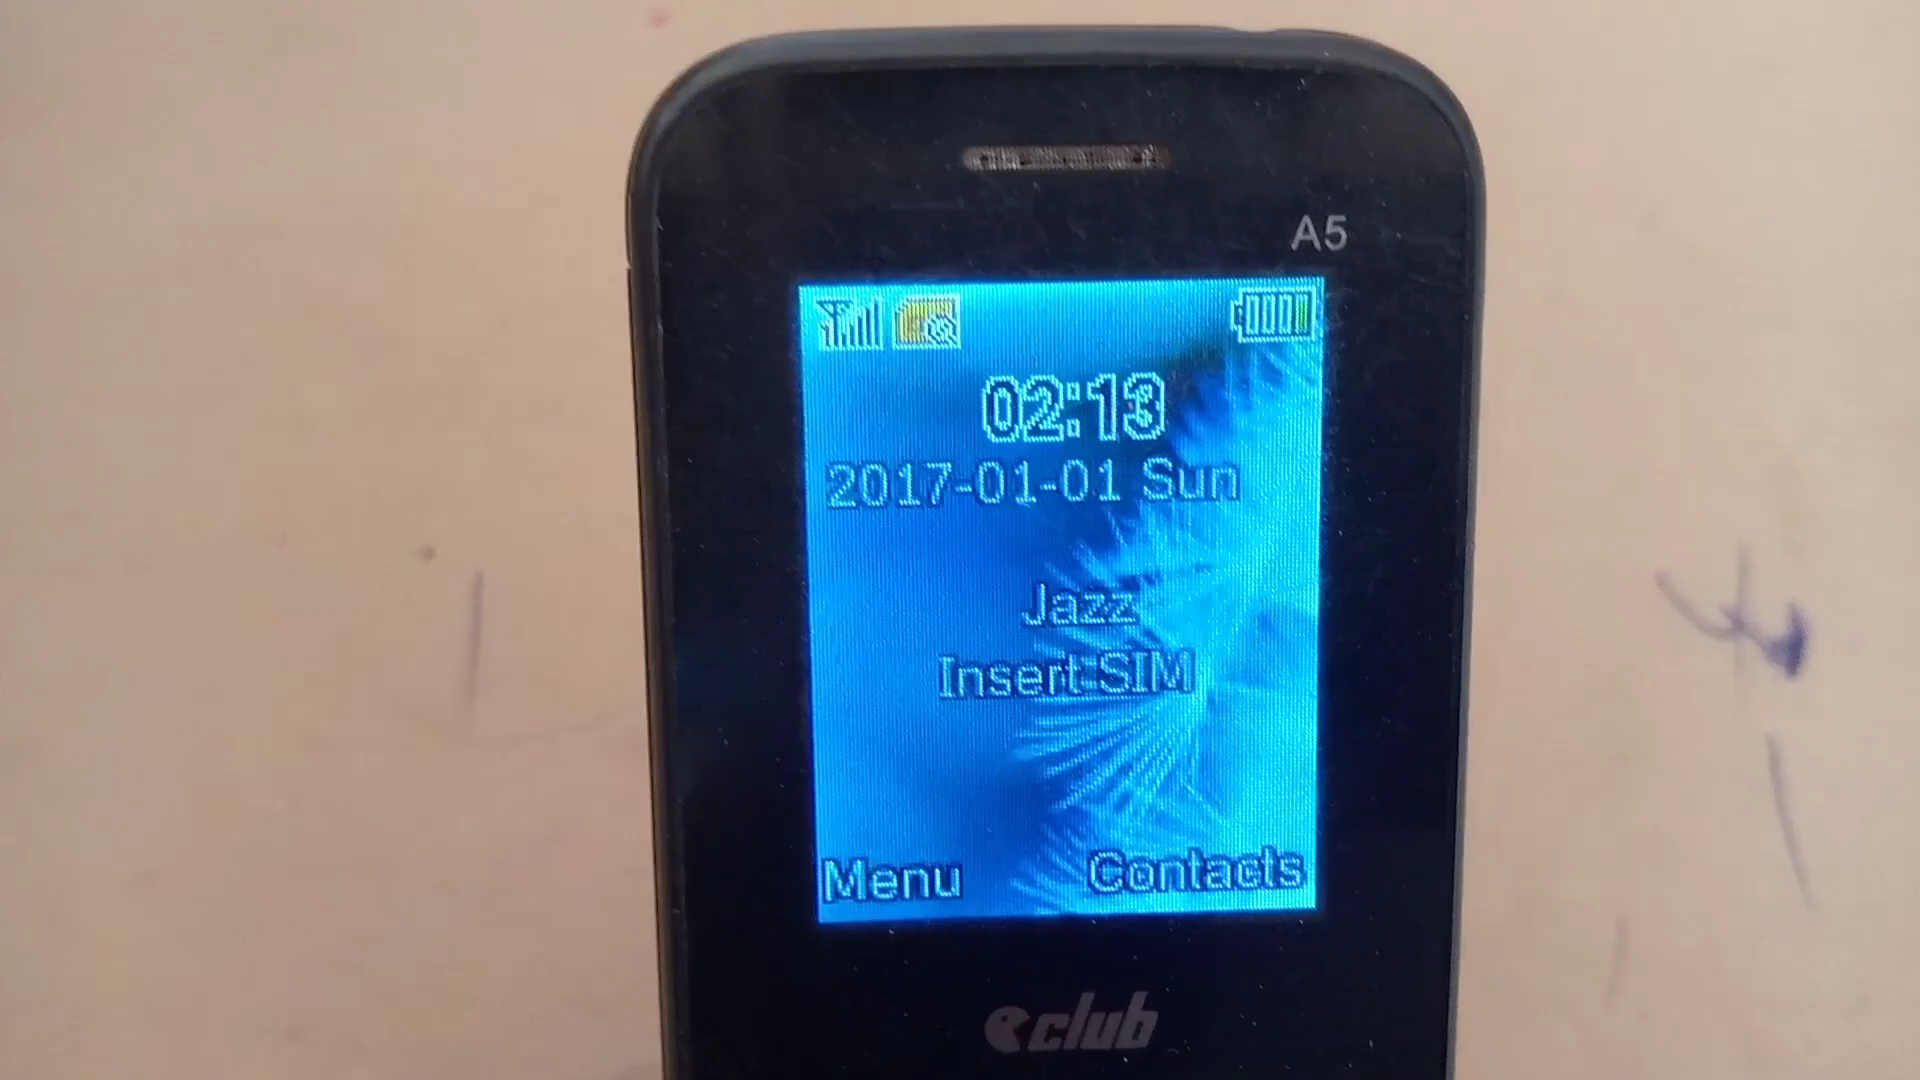 A5
02:13
2017-01-01 Sun
Jazz
Insert SIM
Menu Contacts
club